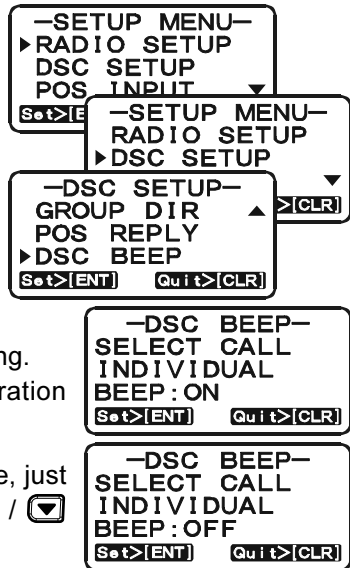 —SETUP MENU—
▶RADIO SETUP
DSC SETUP
POS INPUT ▼
Set>[E
—SETUP MENU—
RADIO SETUP
▶DSC SETUP
▼
>[CLR]
—DSC SETUP—
GROUP DIR ▲
POS REPLY
▶DSC BEEP
Set>[ENT] Quit>[CLR]
—DSC BEEP—
SELECT CALL
INDIVIDUAL
BEEP:ON
Set>[ENT] Quit>[CLR]
ng.
ration
—DSC BEEP—
SELECT CALL
INDIVIDUAL
BEEP:OFF
Set>[ENT] Quit>[CLR]
e, just
/ ▼